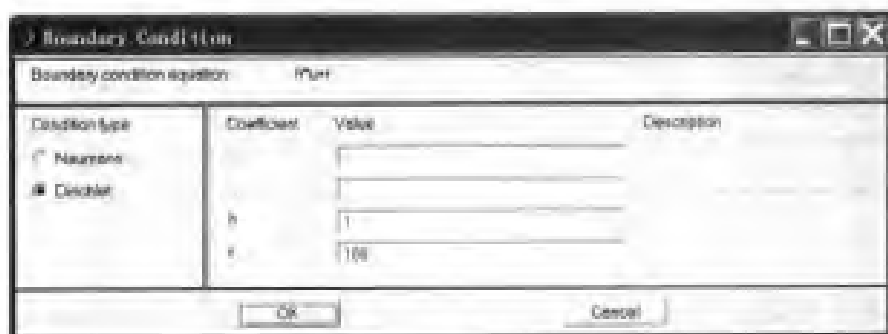 Boundary Condition
Boundary condition equation: h*u=r
Condition type
Coefficient Value Description
Neumann
Dirichlet
h 1
r 100
OK Cancel